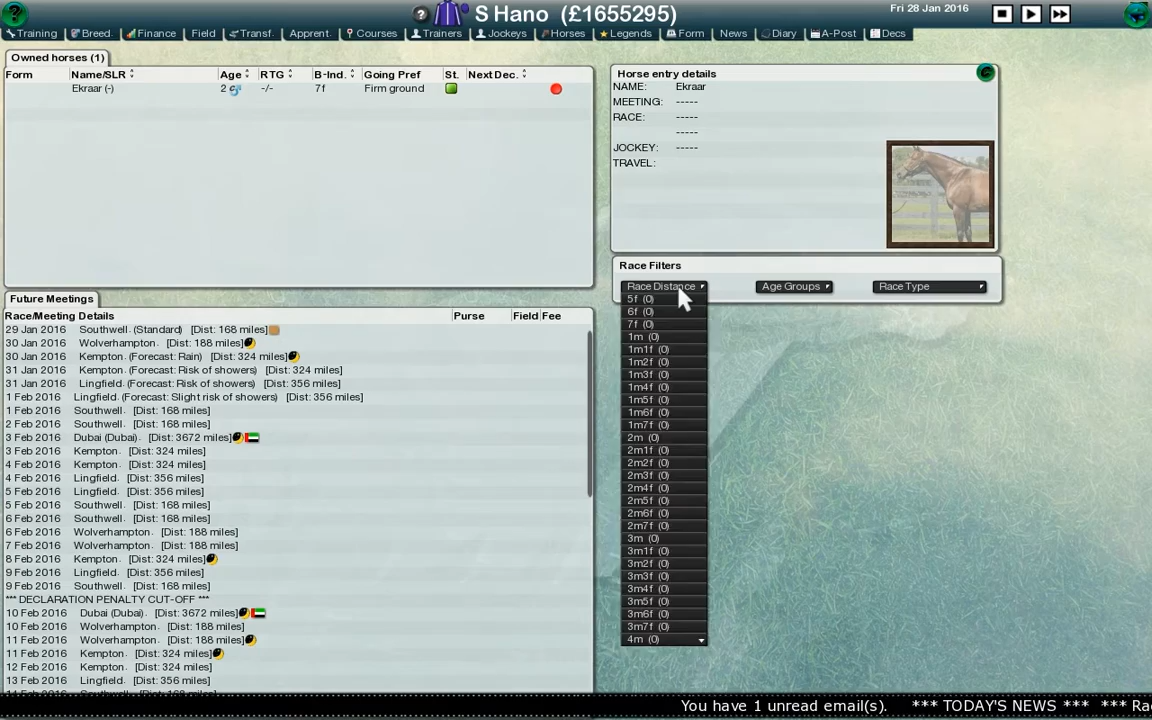 S Hano (£1655295)
Fri 28 Jan 2016
Training Breed. Finance Field Transf. Apprent. Courses Trainers Jockeys Horses Legends Form News Diary A-Post Decs
Owned horses (1)
Form Name/SLR Age RTG B-Ind. Going Pref St. Next Dec.
Ekraar (-) 2 -/- 7f Firm ground
Horse entry details
NAME: Ekraar
MEETING: -----
RACE: -----
-----
JOCKEY: -----
TRAVEL:
Race Filters
Race Distance Age Groups Race Type
5f (0)
6f (0)
7f (0)
1m (0)
1m1f (0)
1m2f (0)
1m3f (0)
1m4f (0)
1m5f (0)
1m6f (0)
1m7f (0)
2m (0)
2m1f (0)
2m2f (0)
2m3f (0)
2m4f (0)
2m5f (0)
2m6f (0)
2m7f (0)
3m (0)
3m1f (0)
3m2f (0)
3m3f (0)
3m4f (0)
3m5f (0)
3m6f (0)
3m7f (0)
4m (0)
Future Meetings
Race/Meeting Details Purse Field Fee
29 Jan 2016 Southwell (Standard) [Dist: 168 miles]
30 Jan 2016 Wolverhampton. [Dist: 188 miles]
30 Jan 2016 Kempton (Forecast: Rain) [Dist: 324 miles]
31 Jan 2016 Kempton (Forecast: Risk of showers) [Dist: 324 miles]
31 Jan 2016 Lingfield (Forecast: Risk of showers) [Dist: 356 miles]
1 Feb 2016 Lingfield (Forecast: Slight risk of showers) [Dist: 356 miles]
1 Feb 2016 Southwell. [Dist: 168 miles]
2 Feb 2016 Southwell. [Dist: 168 miles]
3 Feb 2016 Dubai (Dubai). [Dist: 3672 miles]
3 Feb 2016 Kempton. [Dist: 324 miles]
4 Feb 2016 Kempton. [Dist: 324 miles]
4 Feb 2016 Lingfield. [Dist: 356 miles]
5 Feb 2016 Lingfield. [Dist: 356 miles]
5 Feb 2016 Southwell. [Dist: 168 miles]
6 Feb 2016 Southwell. [Dist: 168 miles]
6 Feb 2016 Wolverhampton. [Dist: 188 miles]
7 Feb 2016 Wolverhampton. [Dist: 188 miles]
8 Feb 2016 Kempton. [Dist: 324 miles]
9 Feb 2016 Lingfield. [Dist: 356 miles]
9 Feb 2016 Southwell. [Dist: 168 miles]
*** DECLARATION PENALTY CUT-OFF ***
10 Feb 2016 Dubai (Dubai). [Dist: 3672 miles]
10 Feb 2016 Wolverhampton. [Dist: 188 miles]
11 Feb 2016 Wolverhampton. [Dist: 188 miles]
11 Feb 2016 Kempton. [Dist: 324 miles]
12 Feb 2016 Kempton. [Dist: 324 miles]
13 Feb 2016 Lingfield. [Dist: 356 miles]
You have 1 unread email(s). *** TODAY'S NEWS *** *** Ra